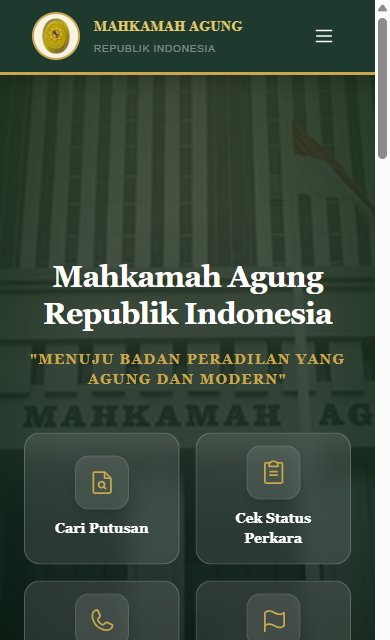 MAHKAMAH AGUNG
REPUBLIK INDONESIA
Mahkamah Agung
Republik Indonesia
"MENUJU BADAN PERADILAN YANG
AGUNG DAN MODERN"
MAHKAMAH AG
Cari Putusan
Cek Status
Perkara